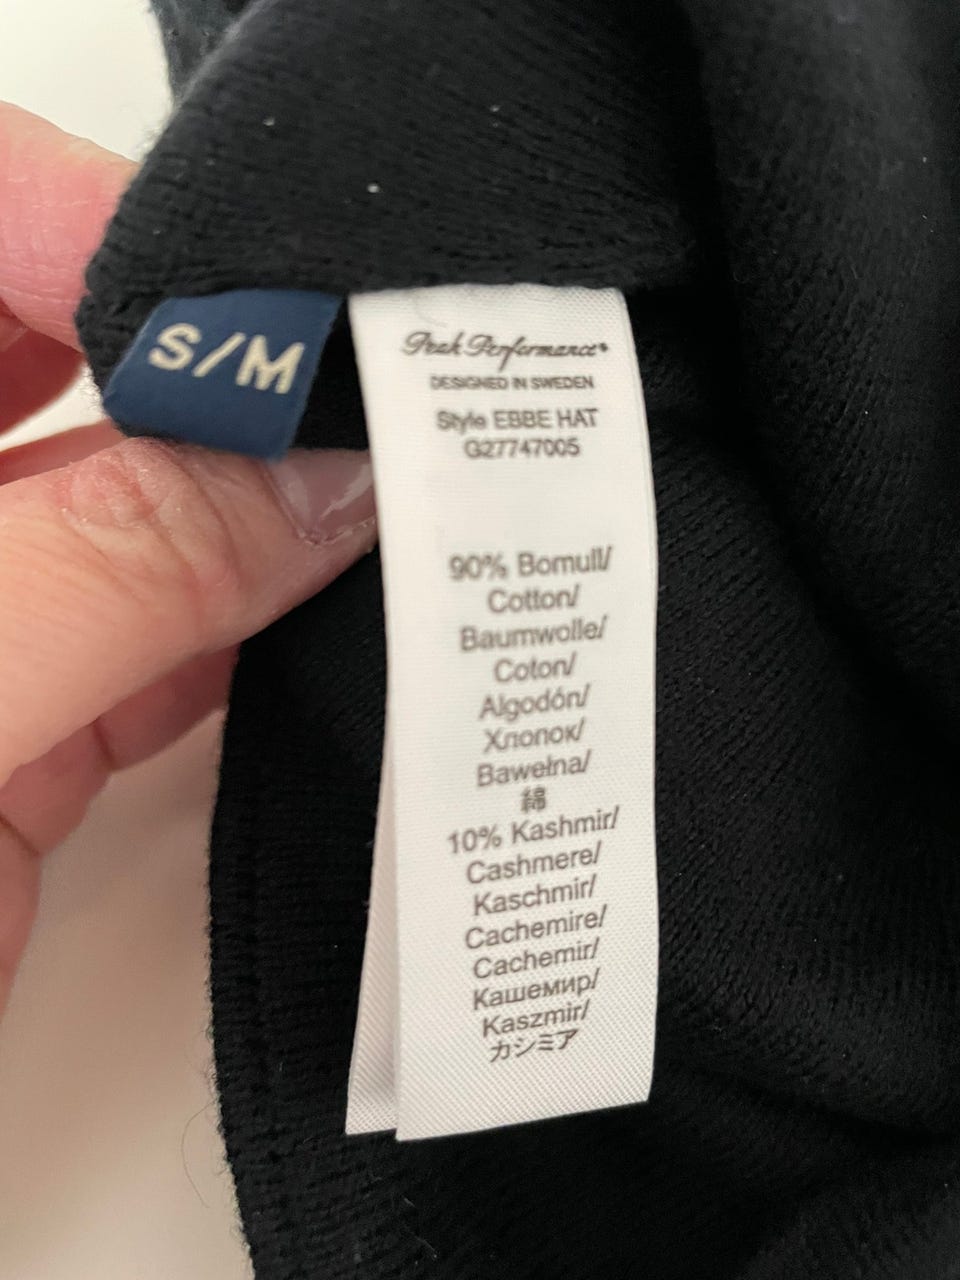 S/M
Peak Performance
DESIGNED IN SWEDEN
Style EBBE HAT
G27747005
90% Bomull/
Cotton/
Baumwolle/
Coton/
Algodón/
Хлопок/
Bawełna/
綿
10% Kashmir/
Cashmere/
Kaschmir/
Cachemire/
Cachemir/
Кашемир/
Kaszmir/
カシミア